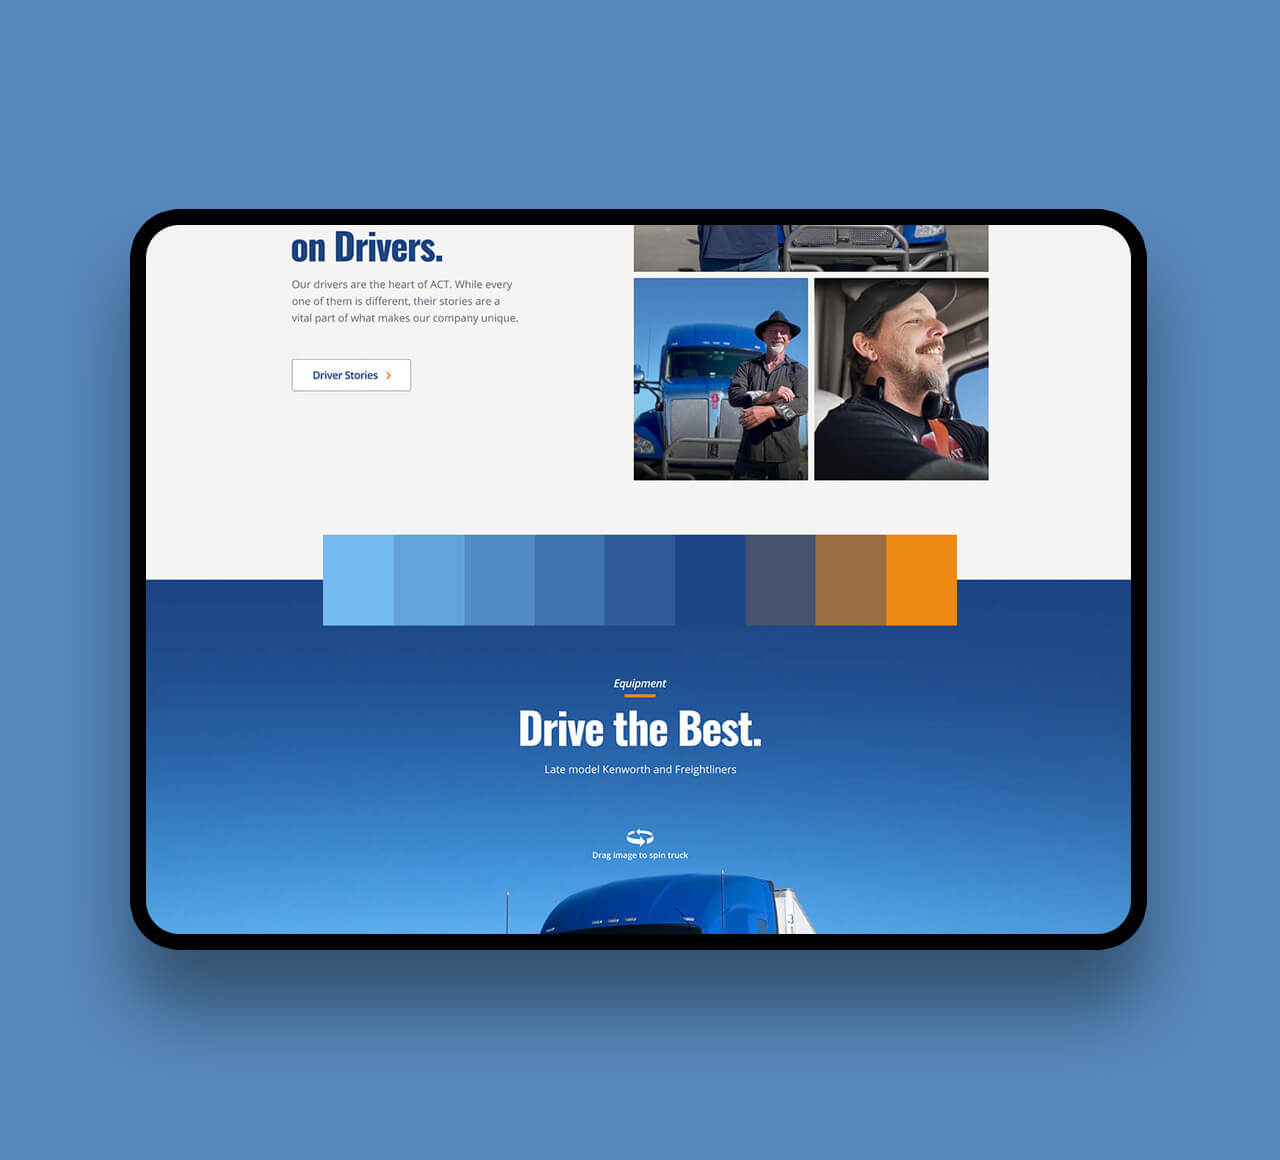 on Drivers.
Our drivers are the heart of ACT. While every
one of them is different, their stories are a
vital part of what makes our company unique.
Driver Stories
Equipment
Drive the Best.
Late model Kenworth and Freightliners
Drag image to spin truck
3